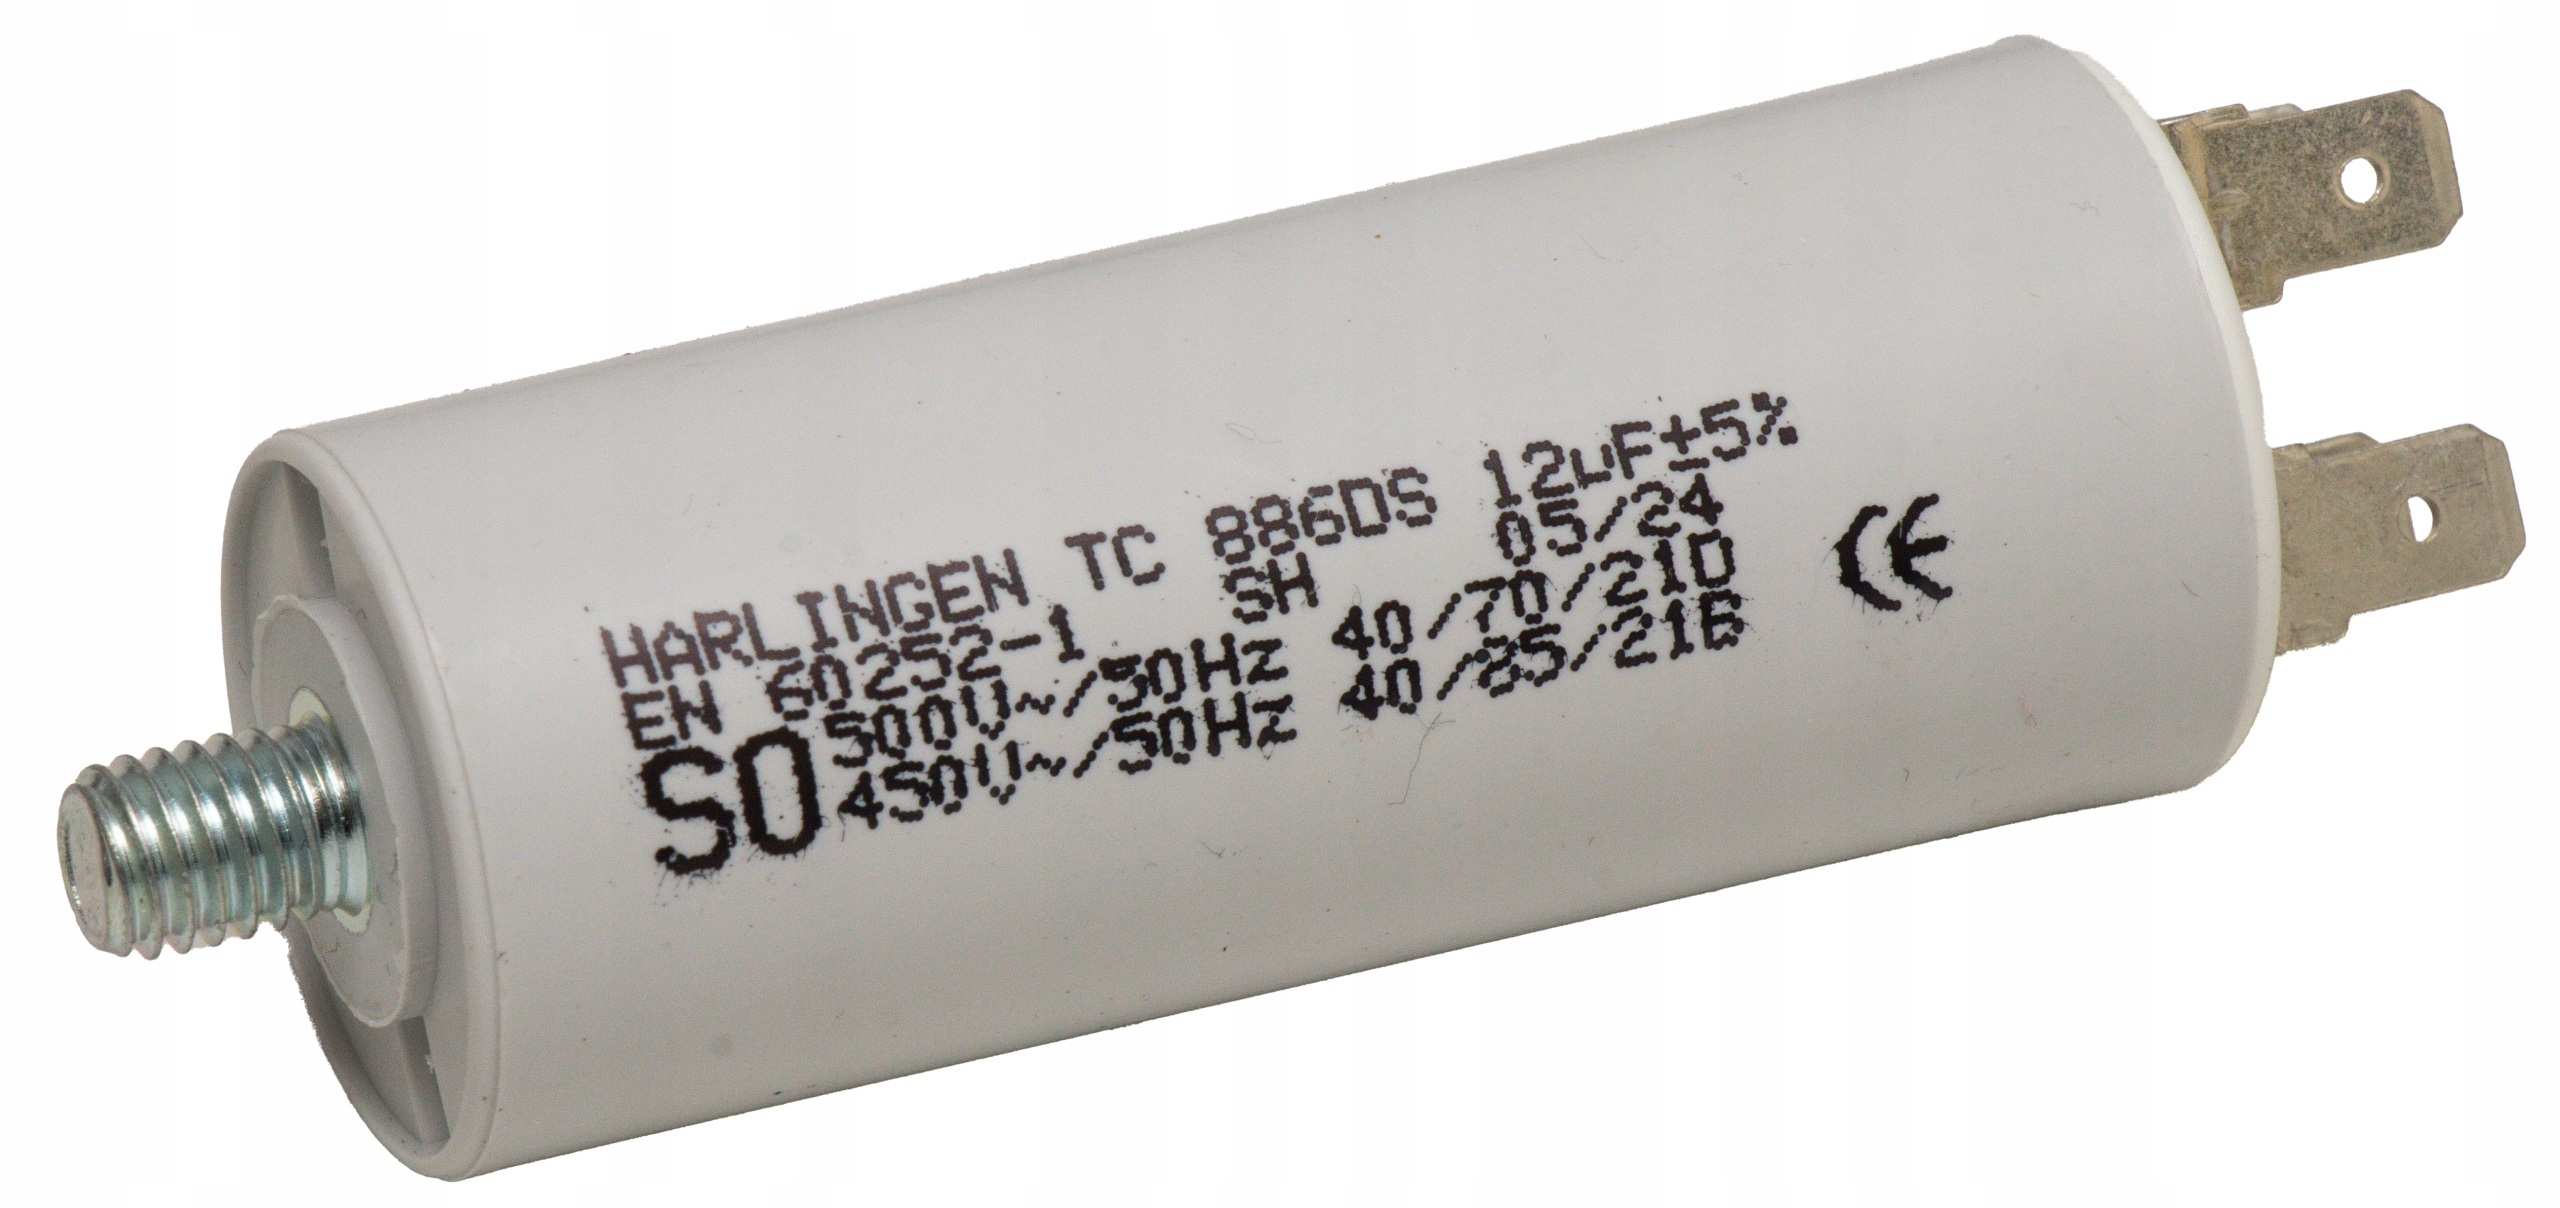 HARLINGEN TC 886DS 12µF±5%
EN 60252-1 SH 05/24
S0 500V~/50Hz 40/70/21D
450V~/50Hz 40/85/21B
CE